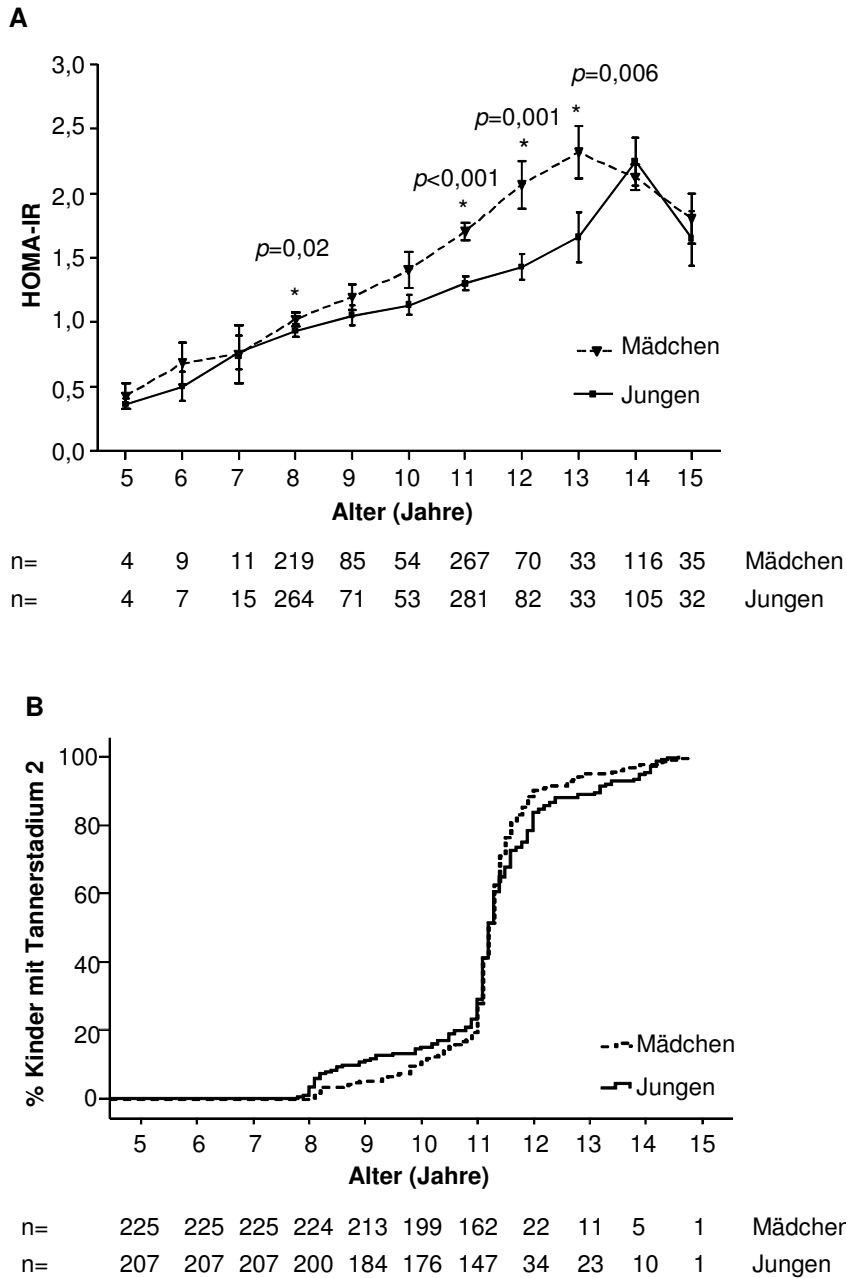 A
3,0
2,5
2,0
1,5
1,0
0,5
0,0
HOMA-IR
p=0,02
*
p<0,001
*
p=0,001
*
p=0,006
*
Mädchen
Jungen
5 6 7 8 9 10 11 12 13 14 15
Alter (Jahre)
n= 4 9 11 219 85 54 267 70 33 116 35 Mädchen
n= 4 7 15 264 71 53 281 82 33 105 32 Jungen
B
100
80
60
40
20
0
% Kinder mit Tannerstadium 2
Mädchen
Jungen
5 6 7 8 9 10 11 12 13 14 15
Alter (Jahre)
n= 225 225 225 224 213 199 162 22 11 5 1 Mädchen
n= 207 207 207 200 184 176 147 34 23 10 1 Jungen